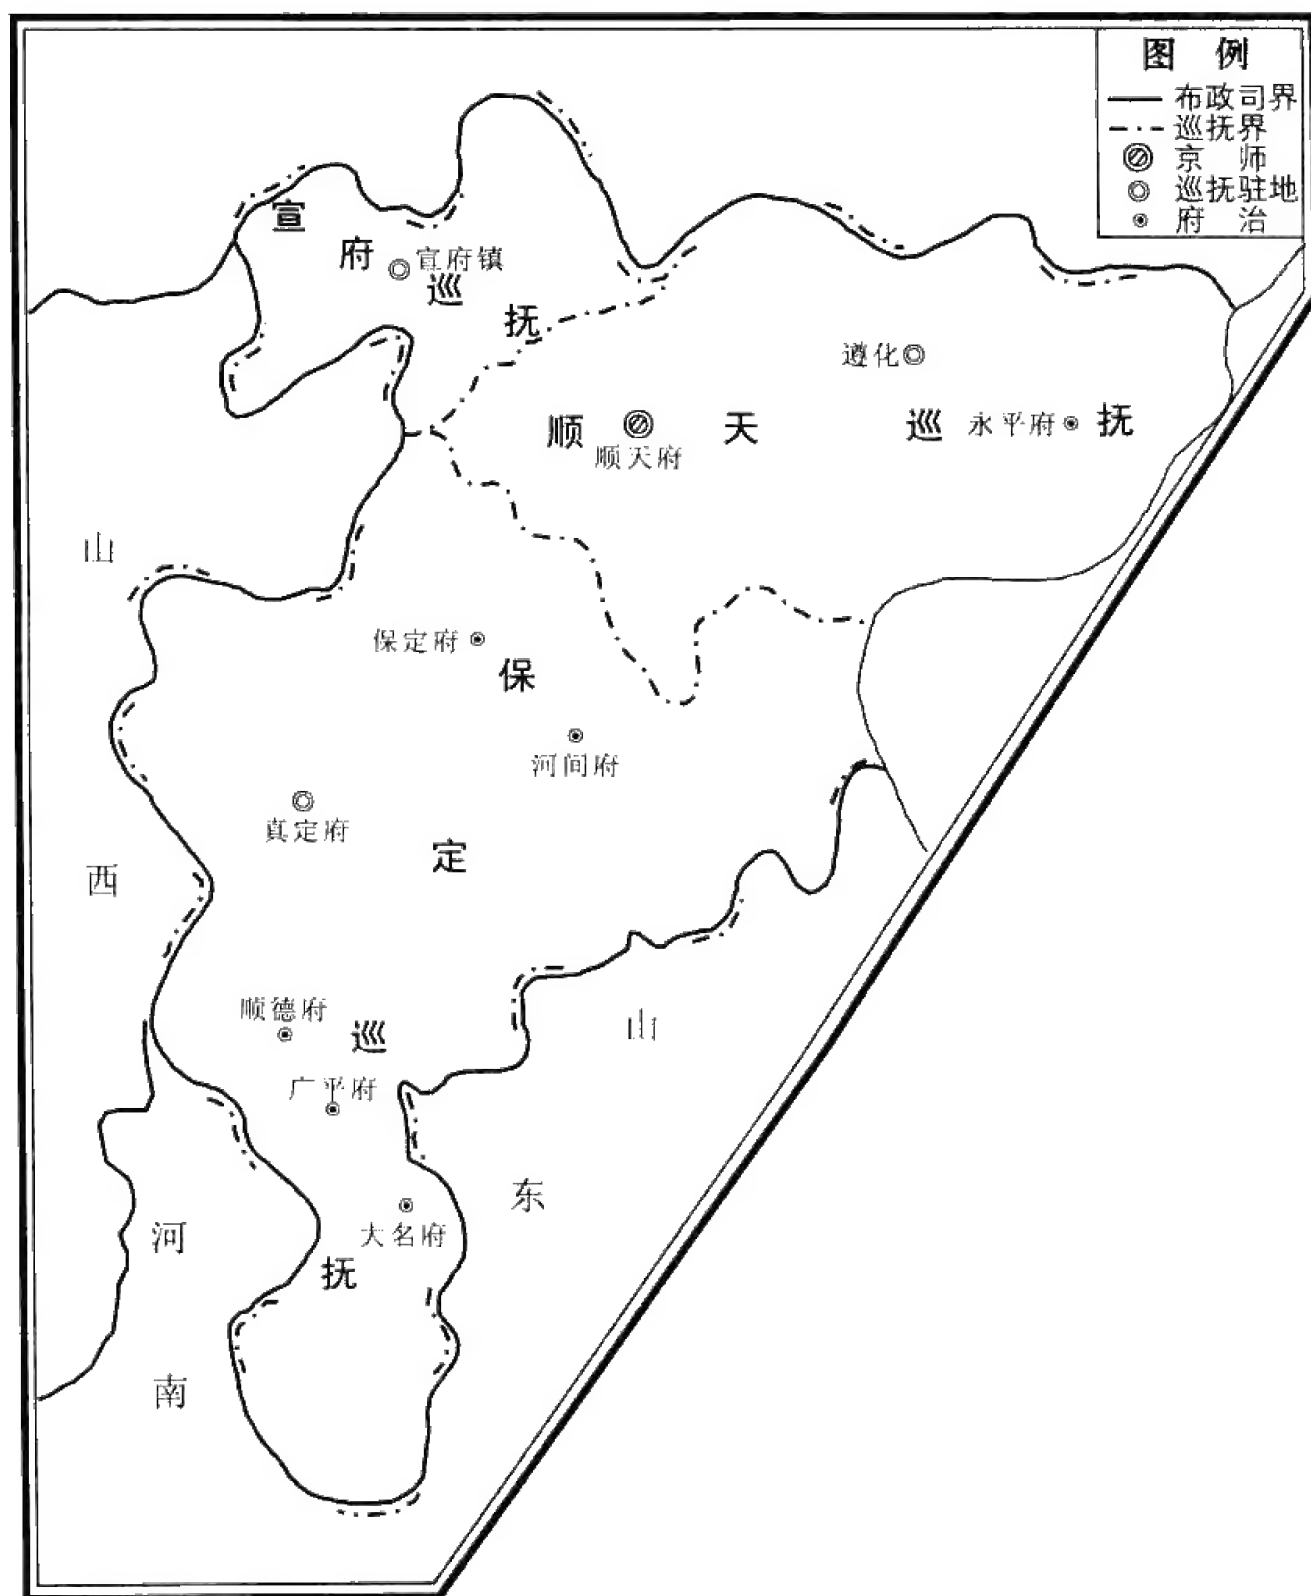 图 例
布政司界
巡抚界
京 师
巡抚驻地
府 治
宣府巡抚
宣府镇
遵化
顺天巡抚
永平府
顺天府
山西
保定府
保定巡抚
河间府
真定府
顺德府
山东
广平府
大名府
河南